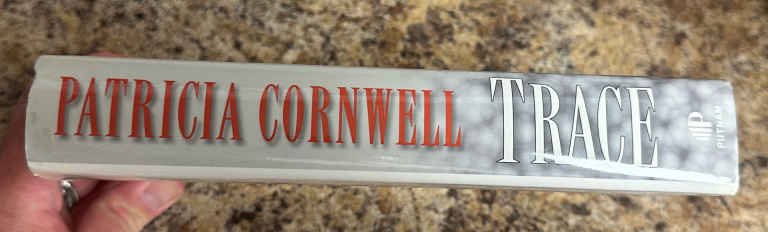 PATRICIA CORNWELL TRACE
PUTNAM